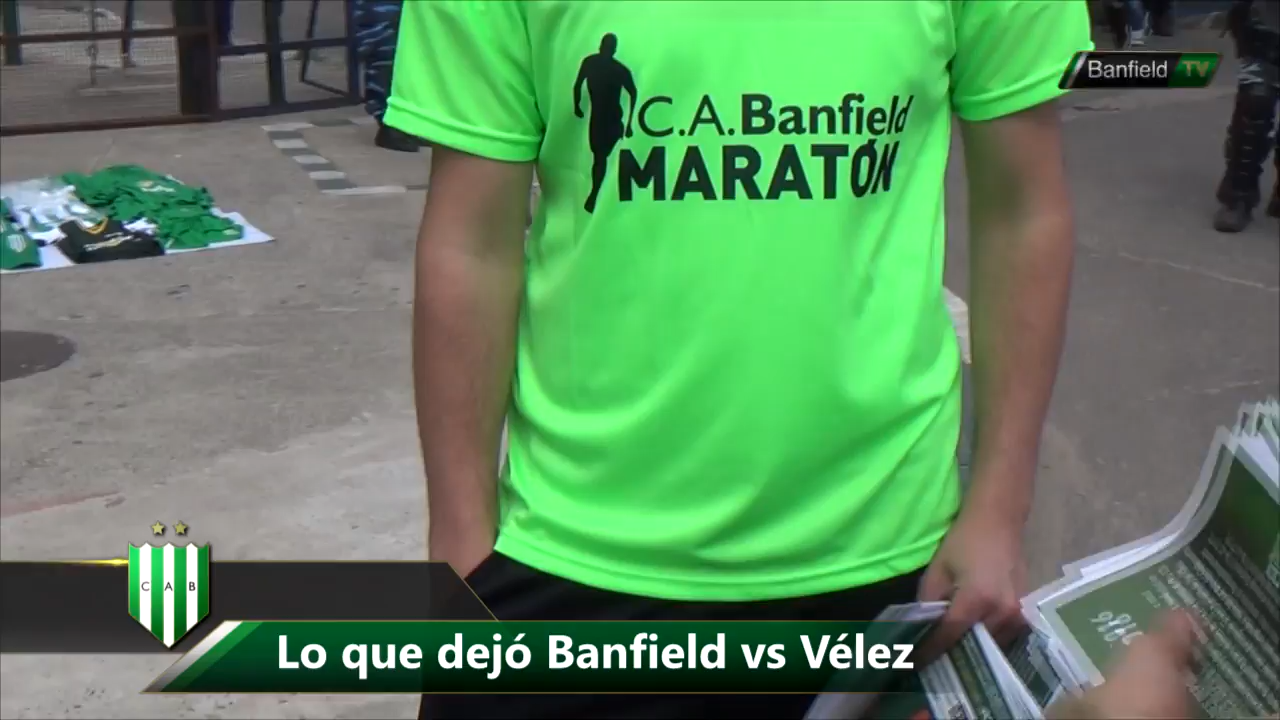 Banfield TV
C.A.Banfield
MARATÓN
C A B
Lo que dejó Banfield vs Vélez